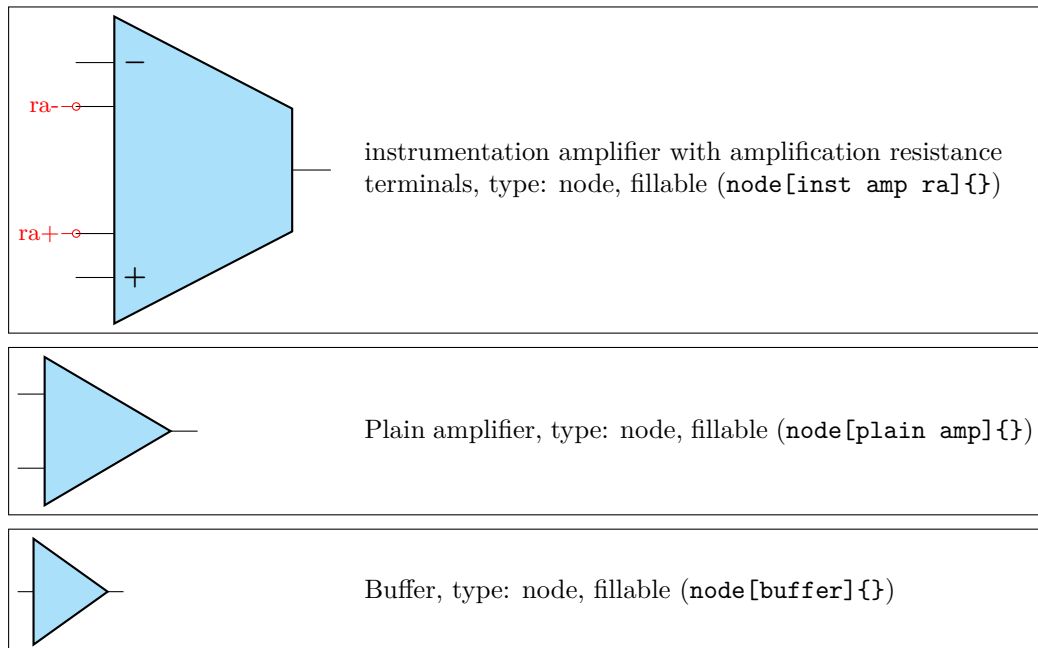 −
ra-
instrumentation amplifier with amplification resistance
terminals, type: node, fillable (node[inst amp ra]{})
ra+
+
Plain amplifier, type: node, fillable (node[plain amp]{})
Buffer, type: node, fillable (node[buffer]{})